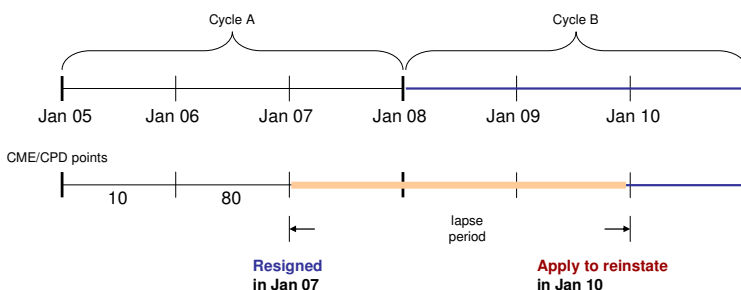 Cycle A
Cycle B
Jan 05
Jan 06
Jan 07
Jan 08
Jan 09
Jan 10
CME/CPD points
10
80
lapse
period
Resigned
in Jan 07
Apply to reinstate
in Jan 10